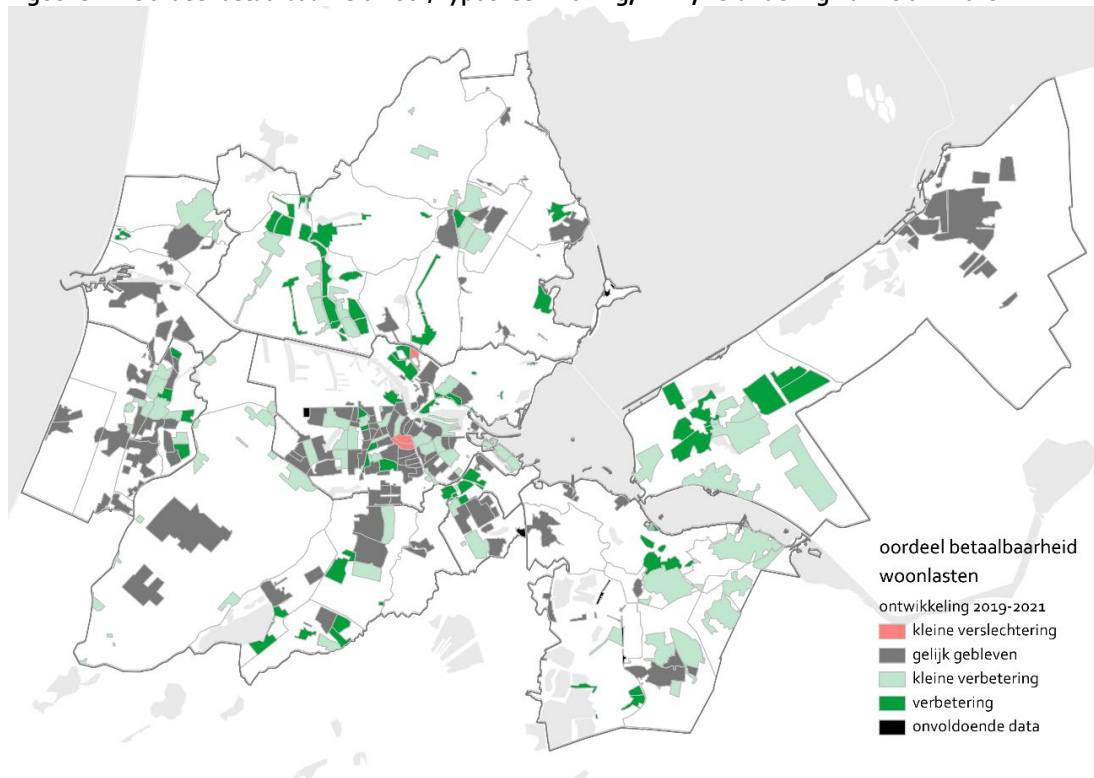 oordeel betaalbaarheid
woonlasten
ontwikkeling 2019-2021
kleine verslechtering
gelijk gebleven
kleine verbetering
verbetering
onvoldoende data